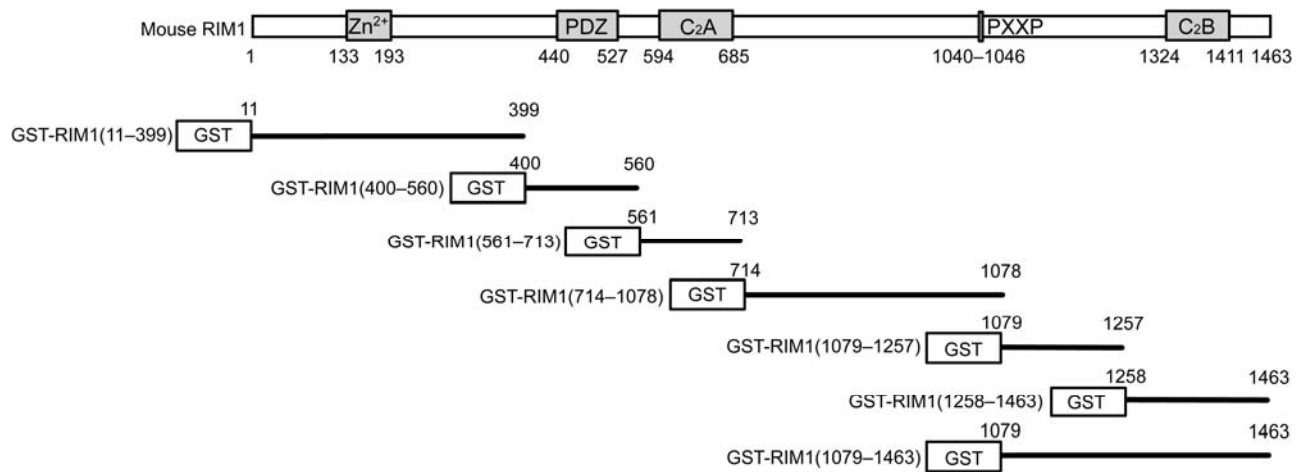 Mouse RIM1 Zn²⁺ PDZ C₂A PXXP C₂B
1 133 193 440 527 594 685 1040–1046 1324 1411 1463
11 399
GST-RIM1(11–399) GST
400 560
GST-RIM1(400–560) GST
561 713
GST-RIM1(561–713) GST
714 1078
GST-RIM1(714–1078) GST
1079 1257
GST-RIM1(1079–1257) GST
1258 1463
GST-RIM1(1258–1463) GST
1079 1463
GST-RIM1(1079–1463) GST